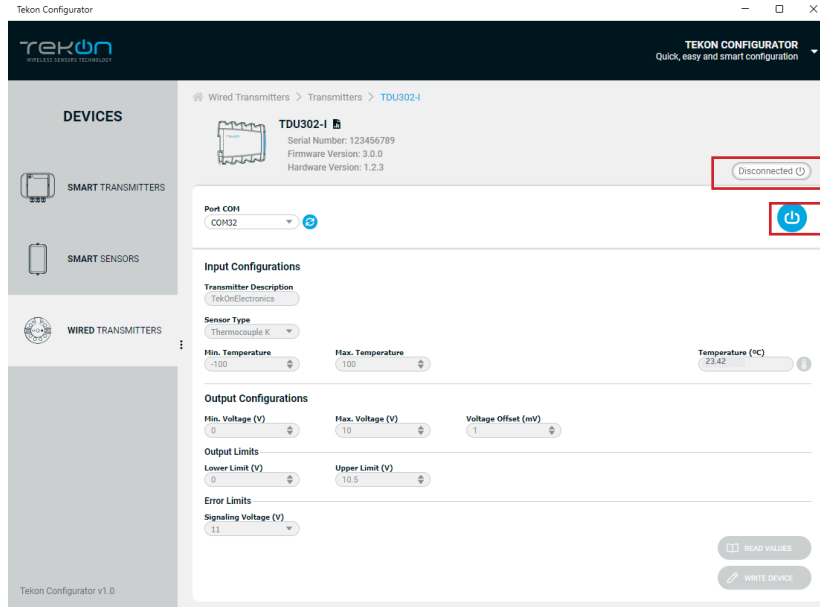 Tekon Configurator
TEKON
WIRELESS SENSORS TECHNOLOGY
TEKON CONFIGURATOR
Quick, easy and smart configuration
DEVICES
SMART TRANSMITTERS
SMART SENSORS
WIRED TRANSMITTERS
Tekon Configurator v1.0
Wired Transmitters > Transmitters > TDU302-I
TDU302-I
Serial Number: 123456789
Firmware Version: 3.0.0
Hardware Version: 1.2.3
Disconnected
Port COM
COM32
Input Configurations
Transmitter Description
TekOnElectronics
Sensor Type
Thermocouple K
Min. Temperature Max. Temperature Temperature (ºC)
-100 100 23.42
Output Configurations
Min. Voltage (V) Max. Voltage (V) Voltage Offset (mV)
0 10 1
Output Limits
Lower Limit (V) Upper Limit (V)
0 10.5
Error Limits
Signaling Voltage (V)
11
READ VALUES
WRITE DEVICE